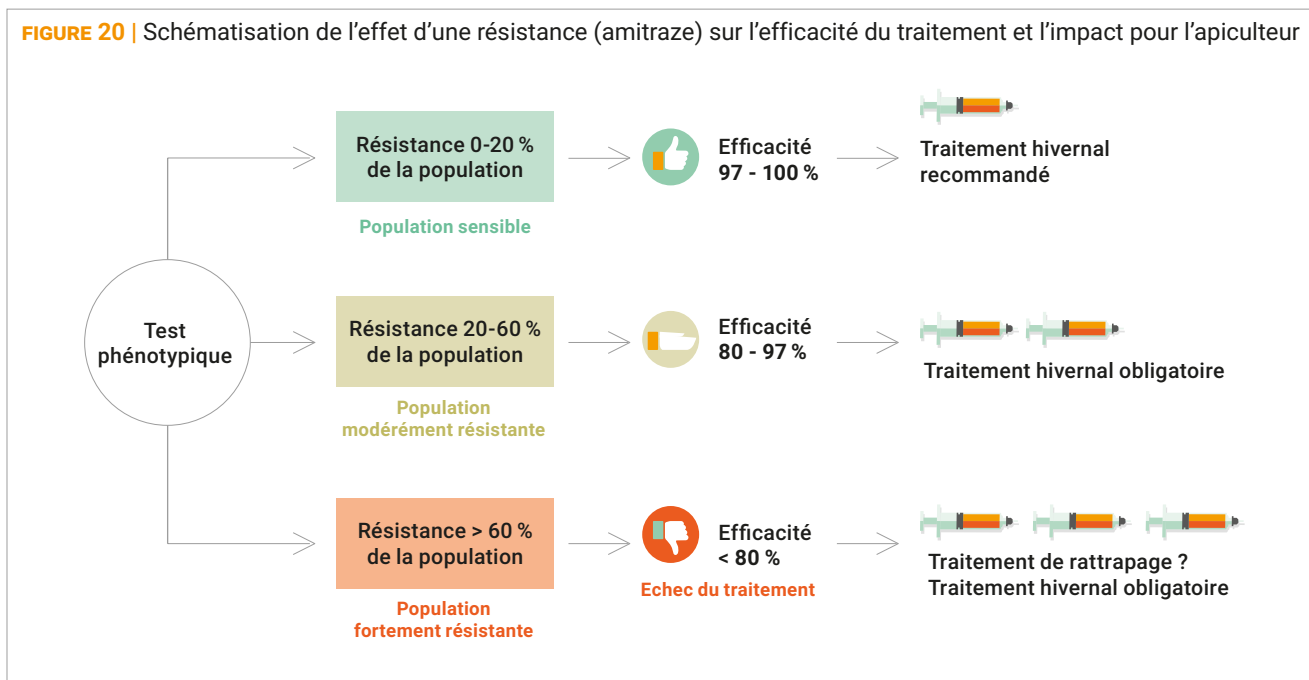 FIGURE 20 | Schématisation de l'effet d'une résistance (amitraze) sur l'efficacité du traitement et l'impact pour l'apiculteur
Test
phénotypique
Résistance 0-20 %
de la population
Population sensible
Efficacité
97 - 100 %
Traitement hivernal
recommandé
Résistance 20-60 %
de la population
Population
modérément résistante
Efficacité
80 - 97 %
Traitement hivernal obligatoire
Résistance > 60 %
de la population
Population
fortement résistante
Efficacité
< 80 %
Echec du traitement
Traitement de rattrapage ?
Traitement hivernal obligatoire